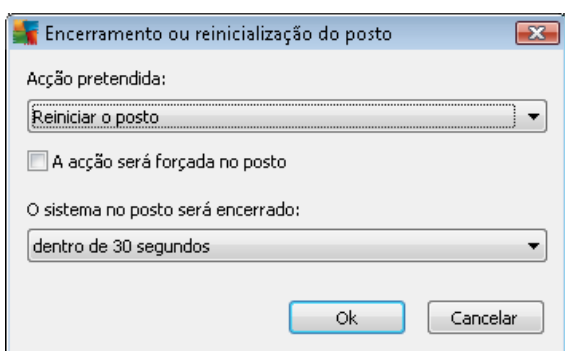 Encerramento ou reinicialização do posto
Acção pretendida:
Reiniciar o posto
A acção será forçada no posto
O sistema no posto será encerrado:
dentro de 30 segundos
Ok Cancelar